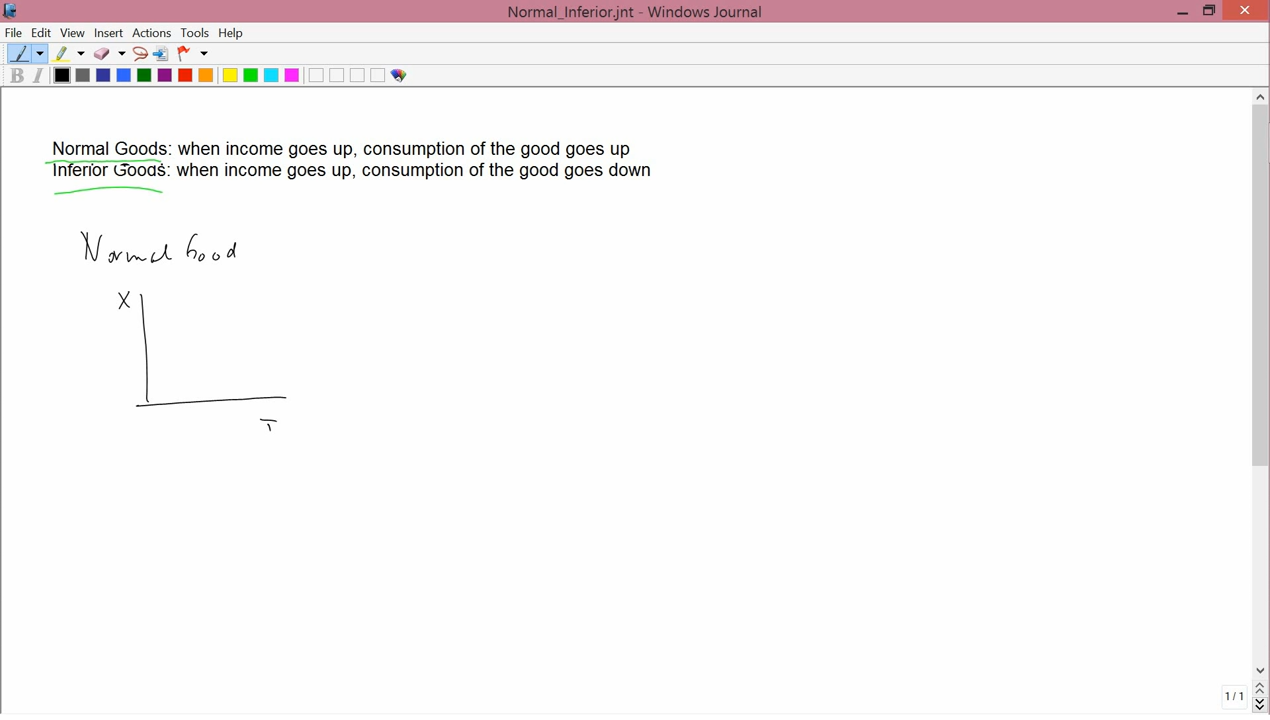 Normal_Inferior.jnt - Windows Journal
File Edit View Insert Actions Tools Help
B I
Normal Goods: when income goes up, consumption of the good goes up
Inferior Goods: when income goes up, consumption of the good goes down
Normal Good
X
1 / 1